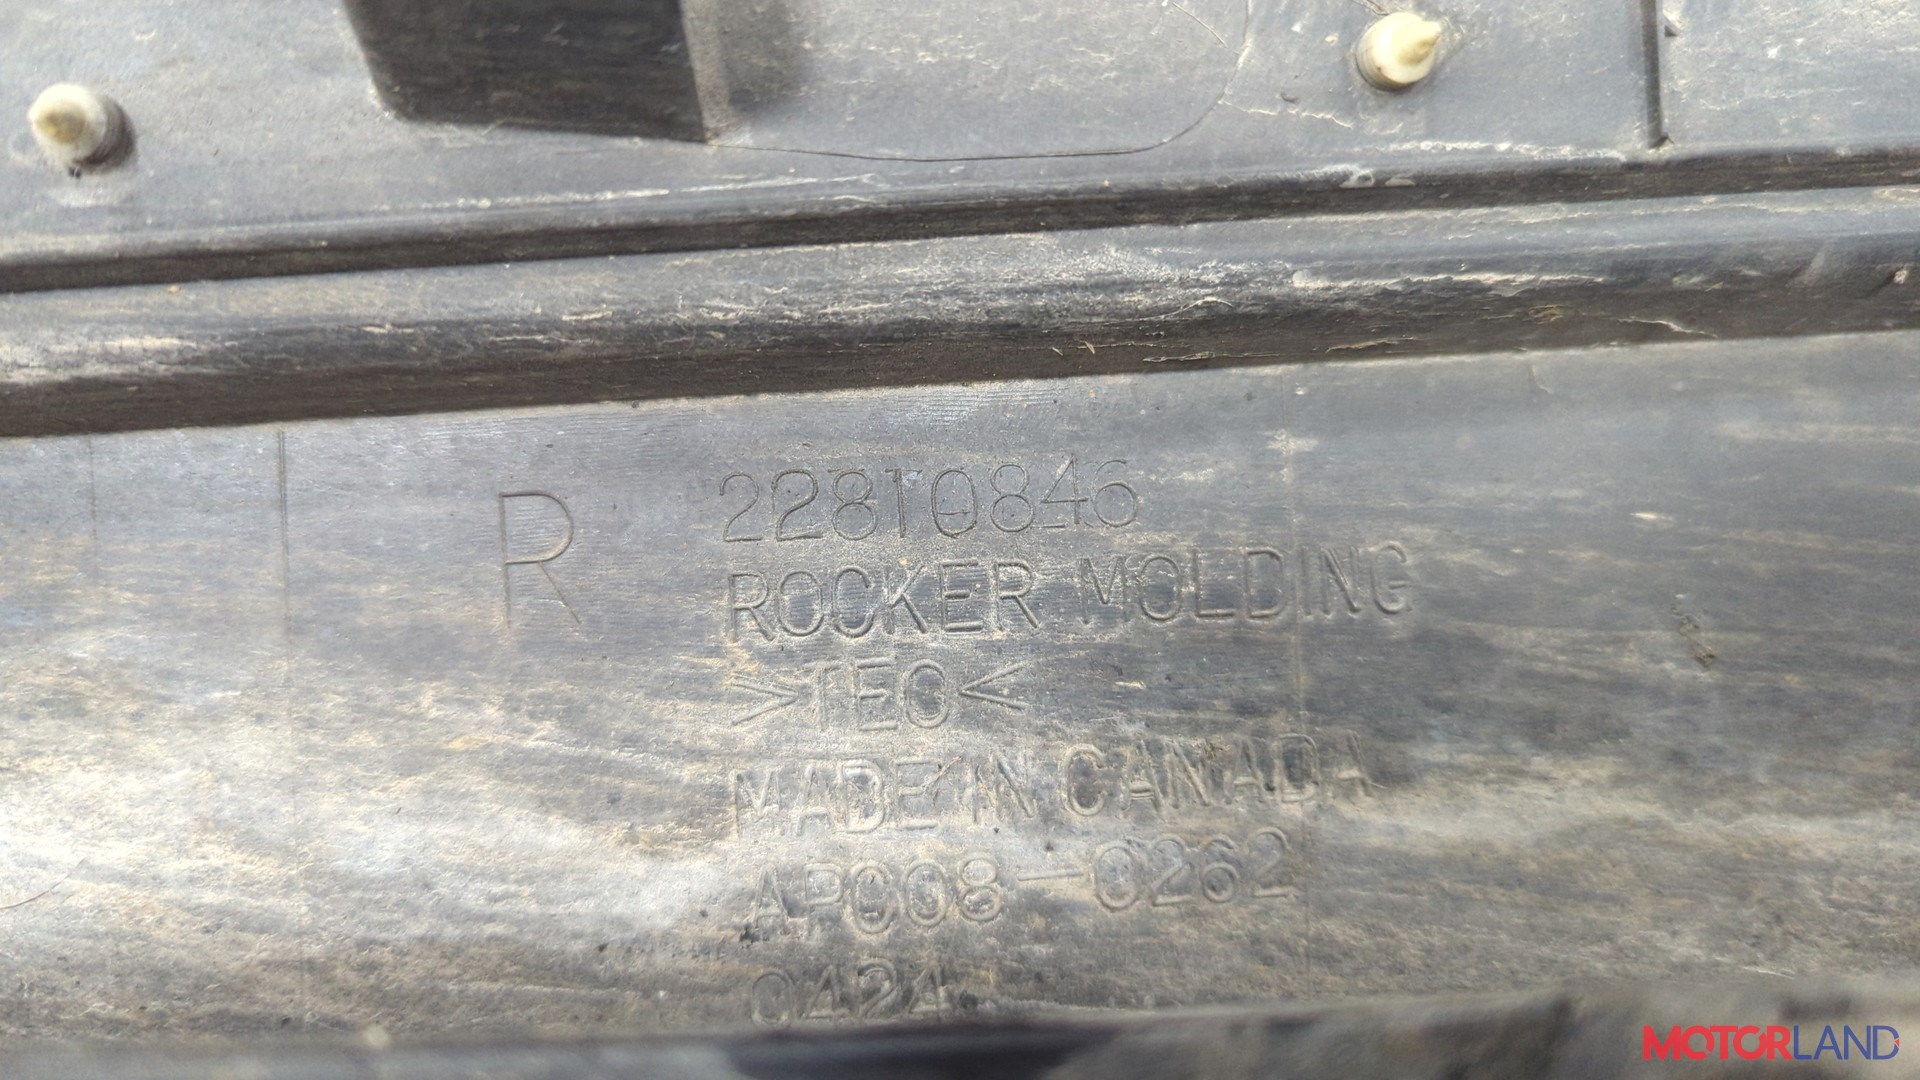 R
22810846
ROCKER MOLDING
>TEO<
MADE IN CANADA
APC08-0262
0424
MOTORLAND